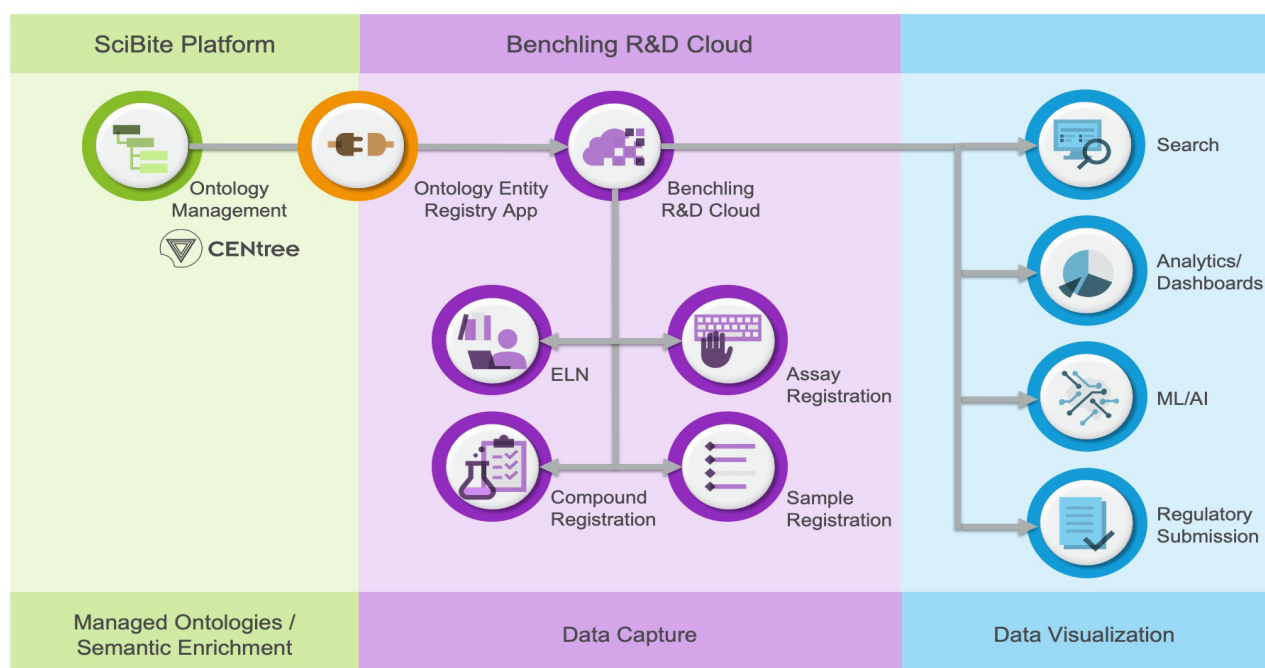 SciBite Platform
Benchling R&D Cloud
Ontology
Management
CENtree
Ontology Entity
Registry App
Benchling
R&D Cloud
ELN
Assay
Registration
Compound
Registration
Sample
Registration
Search
Analytics/
Dashboards
ML/AI
Regulatory
Submission
Managed Ontologies /
Semantic Enrichment
Data Capture
Data Visualization